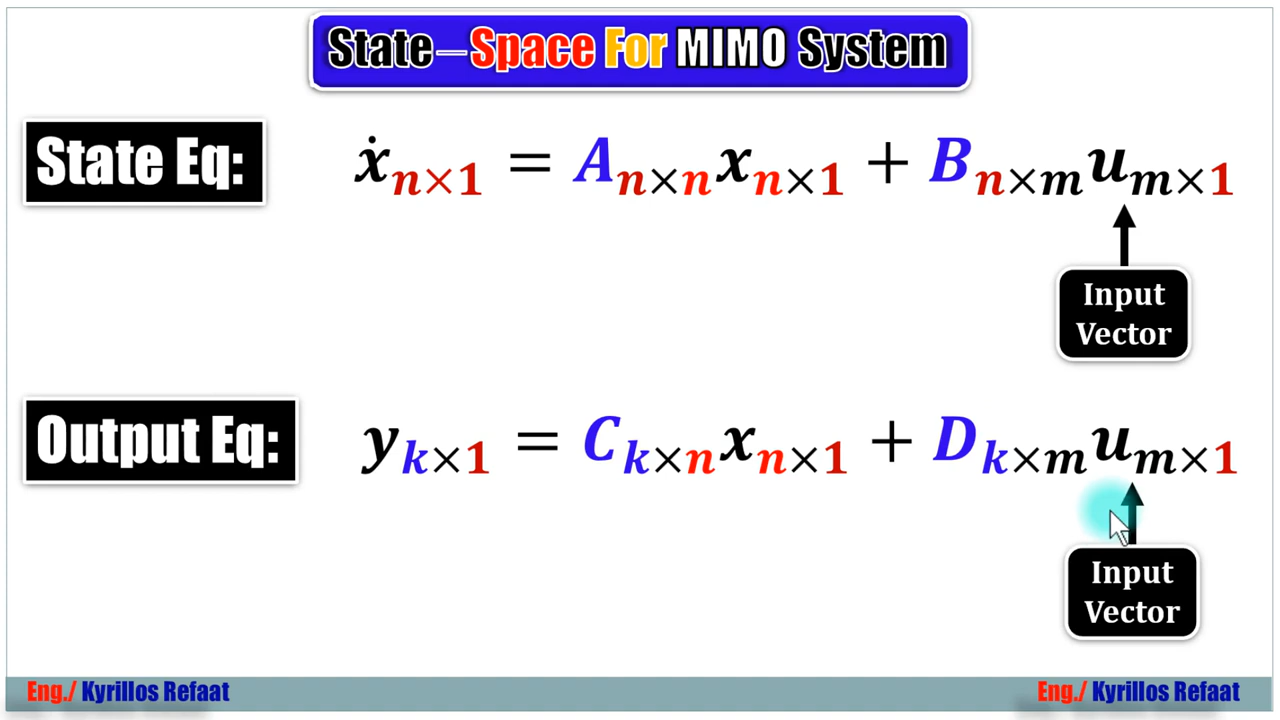 State–Space For MIMO System
State Eq: ẋₙ×₁ = Aₙ×ₙxₙ×₁ + Bₙ×ₘuₘ×₁
Input
Vector
Output Eq: yₖ×₁ = Cₖ×ₙxₙ×₁ + Dₖ×ₘuₘ×₁
Input
Vector
Eng./ Kyrillos Refaat Eng./ Kyrillos Refaat